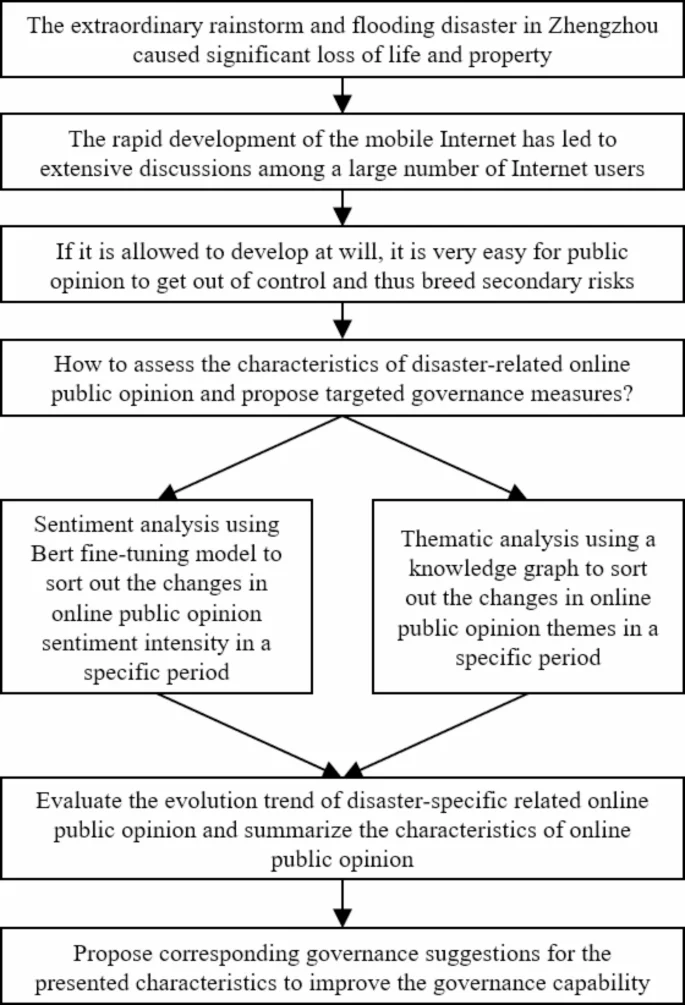 The extraordinary rainstorm and flooding disaster in Zhengzhou
caused significant loss of life and property
The rapid development of the mobile Internet has led to
extensive discussions among a large number of Internet users
If it is allowed to develop at will, it is very easy for public
opinion to get out of control and thus breed secondary risks
How to assess the characteristics of disaster-related online
public opinion and propose targeted governance measures?
Sentiment analysis using
Bert fine-tuning model to
sort out the changes in
online public opinion
sentiment intensity in a
specific period
Thematic analysis using a
knowledge graph to sort
out the changes in online
public opinion themes in a
specific period
Evaluate the evolution trend of disaster-specific related online
public opinion and summarize the characteristics of online
public opinion
Propose corresponding governance suggestions for the
presented characteristics to improve the governance capability